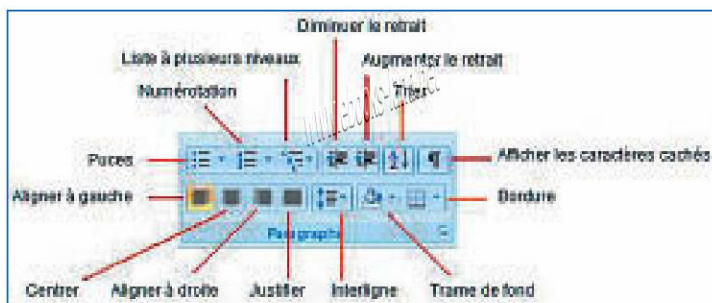 Diminuer le retrait
Liste à plusieurs niveaux
Augmenter le retrait
Numérotation
Trier
Puces
Afficher les caractères cachés
Aligner à gauche
Bordure
Paragraphe
Centrer
Aligner à droite
Justifier
Interligne
Trame de fond